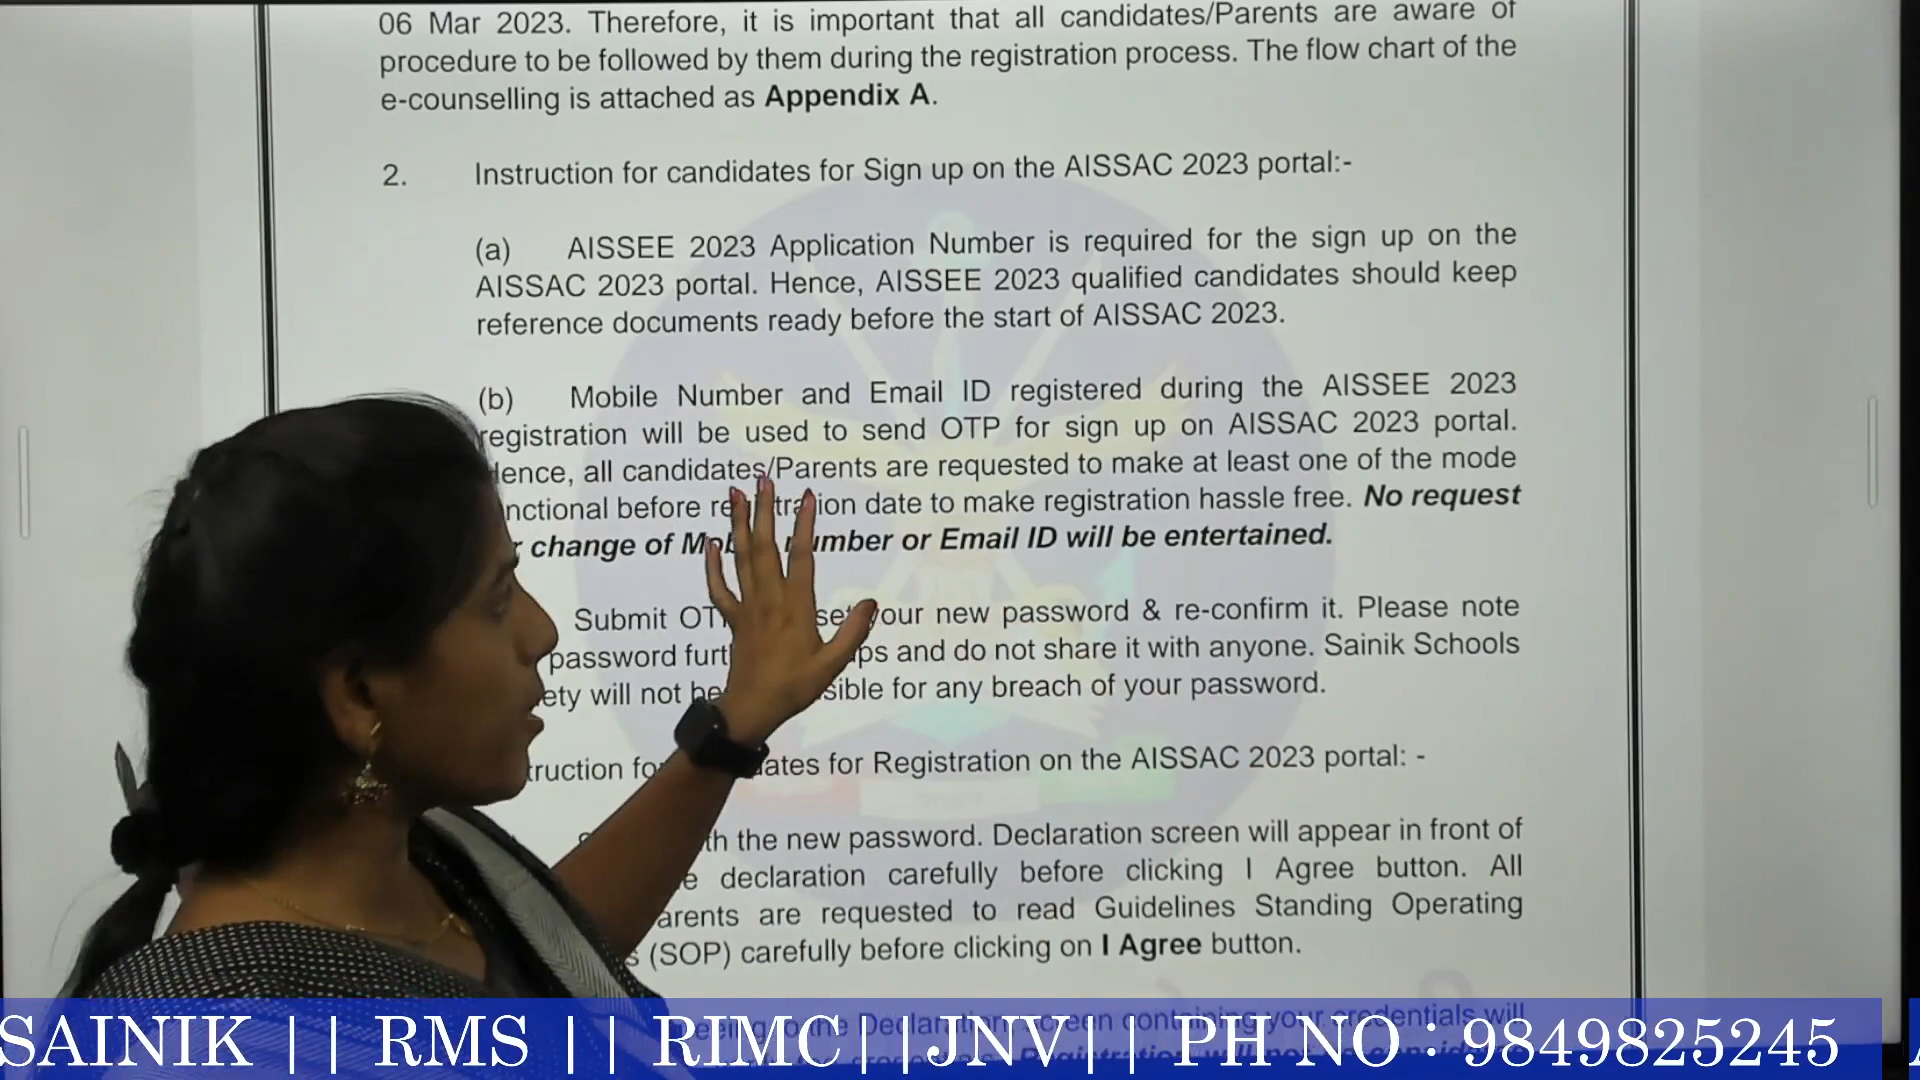 06 Mar 2023. Therefore, it is important that all candidates/Parents are aware of
procedure to be followed by them during the registration process. The flow chart of the
e-counselling is attached as Appendix A.
2. Instruction for candidates for Sign up on the AISSAC 2023 portal:-
(a) AISSEE 2023 Application Number is required for the sign up on the
AISSAC 2023 portal. Hence, AISSEE 2023 qualified candidates should keep
reference documents ready before the start of AISSAC 2023.
(b) Mobile Number and Email ID registered during the AISSEE 2023
registration will be used to send OTP for sign up on AISSAC 2023 portal.
all candidates/Parents are requested to make at least one of the mode
before date to make registration hassle free. No request
change of or Email ID will be entertained.
Submit your new password & re-confirm it. Please note
password and do not share it with anyone. Sainik Schools
will not for any breach of your password.
for Registration on the AISSAC 2023 portal: -
the new password. Declaration screen will appear in front of
declaration carefully before clicking I Agree button. All
are requested to read Guidelines Standing Operating
(SOP) carefully before clicking on I Agree button.
SAINIK || RMS || RIMC||JNV|| PH NO : 9849825245